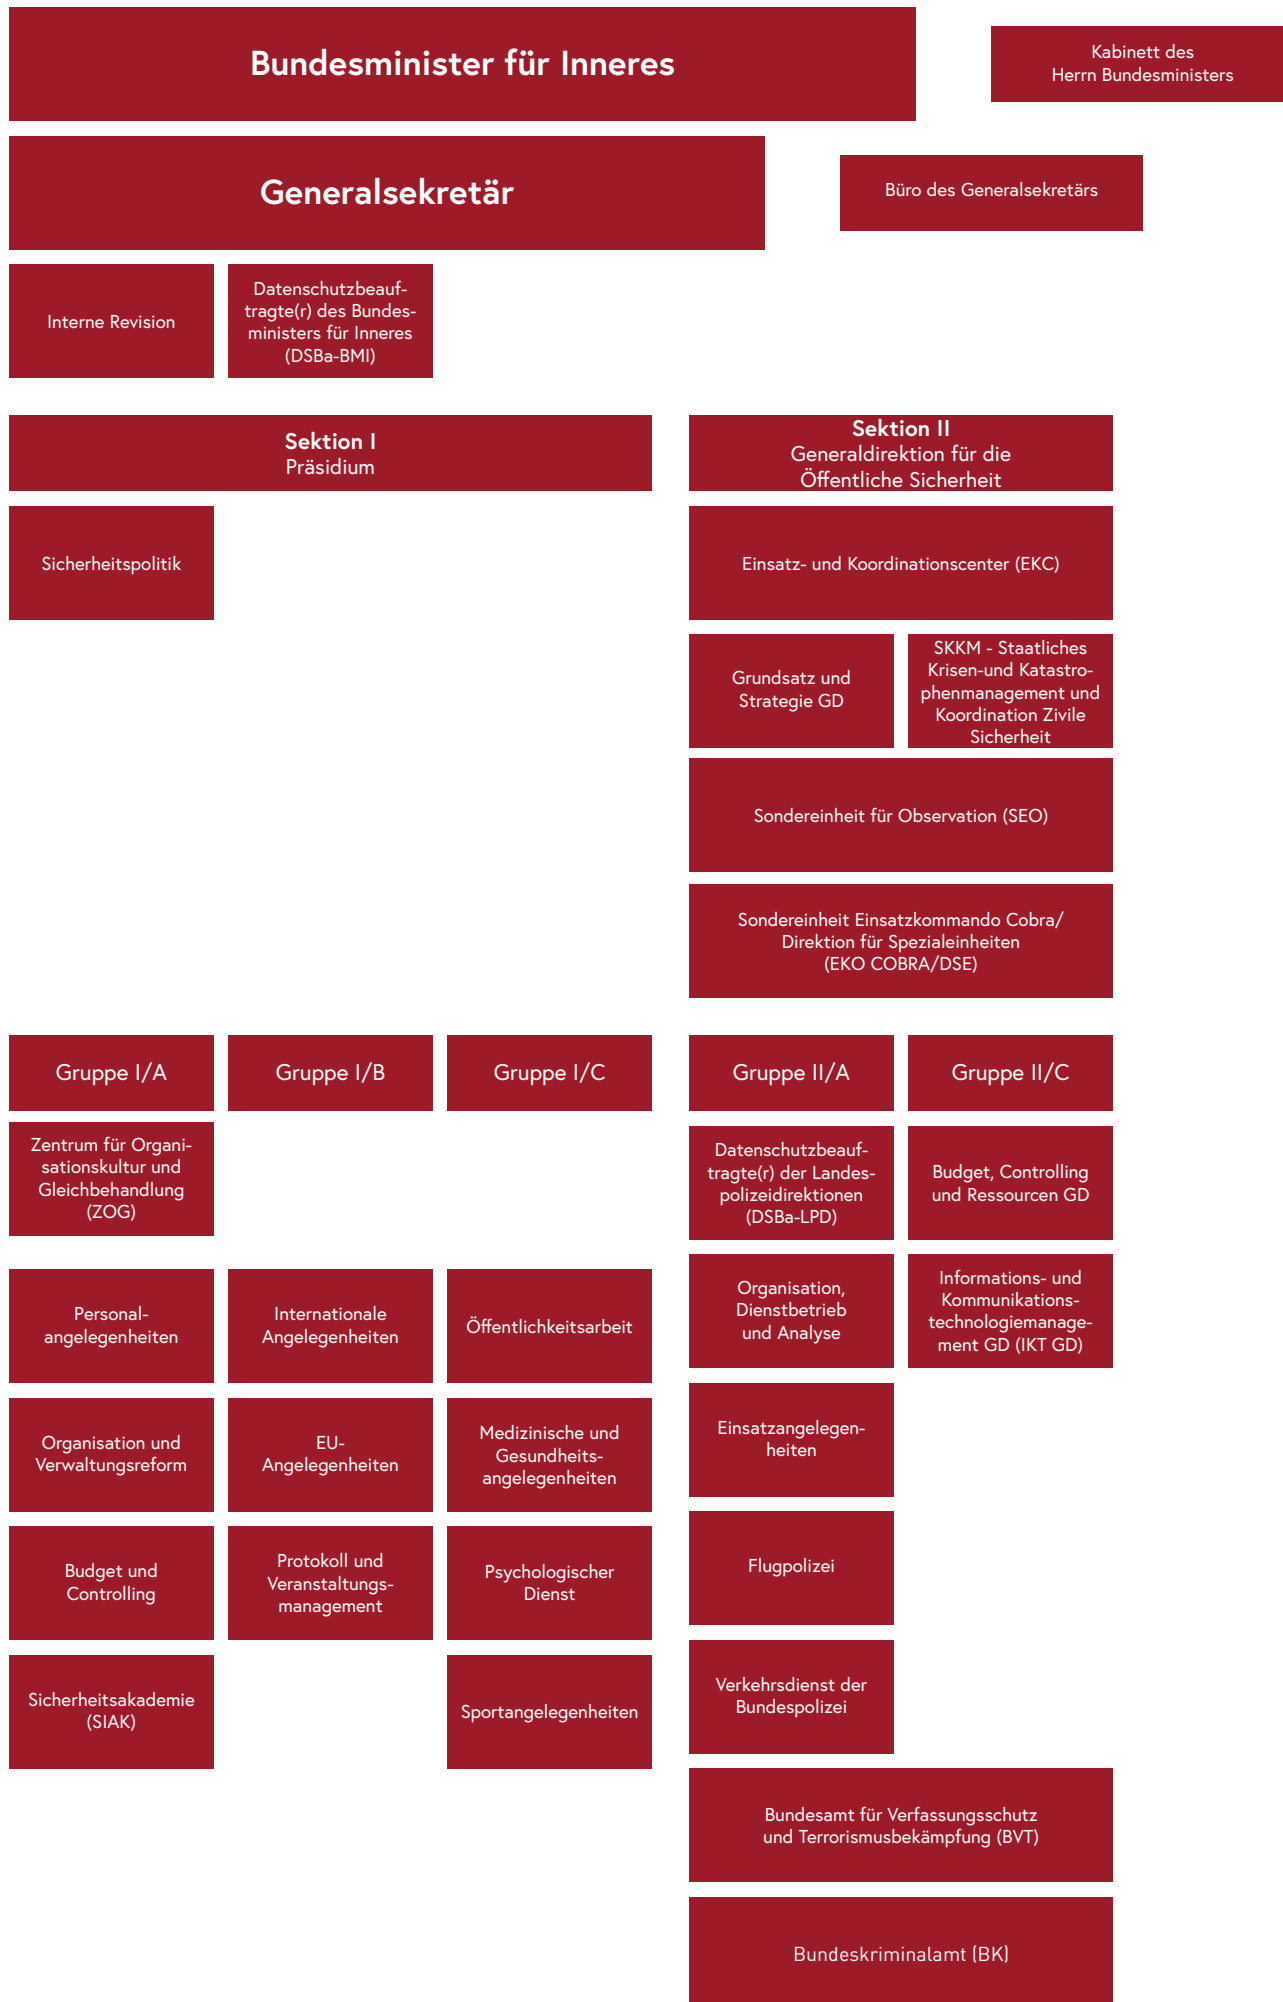 Bundesminister für Inneres
Kabinett des
Herrn Bundesministers
Generalsekretär
Büro des Generalsekretärs
Interne Revision
Datenschutzbeauf-
tragte(r) des Bundes-
ministers für Inneres
(DSBa-BMI)
Sektion I
Präsidium
Sicherheitspolitik
Sektion II
Generaldirektion für die
Öffentliche Sicherheit
Einsatz- und Koordinationscenter (EKC)
Grundsatz und
Strategie GD
SKKM - Staatliches
Krisen-und Katastro-
phenmanagement und
Koordination Zivile
Sicherheit
Sondereinheit für Observation (SEO)
Sondereinheit Einsatzkommando Cobra/
Direktion für Spezialeinheiten
(EKO COBRA/DSE)
Gruppe I/A
Zentrum für Organi-
sationskultur und
Gleichbehandlung
(ZOG)
Personal-
angelegenheiten
Organisation und
Verwaltungsreform
Budget und
Controlling
Sicherheitsakademie
(SIAK)
Gruppe I/B
Internationale
Angelegenheiten
EU-
Angelegenheiten
Protokoll und
Veranstaltungs-
management
Gruppe I/C
Öffentlichkeitsarbeit
Medizinische und
Gesundheits-
angelegenheiten
Psychologischer
Dienst
Sportangelegenheiten
Gruppe II/A
Datenschutzbeauf-
tragte(r) der Landes-
polizeidirektionen
(DSBa-LPD)
Organisation,
Dienstbetrieb
und Analyse
Einsatzangelegen-
heiten
Flugpolizei
Verkehrsdienst der
Bundespolizei
Gruppe II/C
Budget, Controlling
und Ressourcen GD
Informations- und
Kommunikations-
technologiemanage-
ment GD (IKT GD)
Bundesamt für Verfassungsschutz
und Terrorismusbekämpfung (BVT)
Bundeskriminalamt (BK)